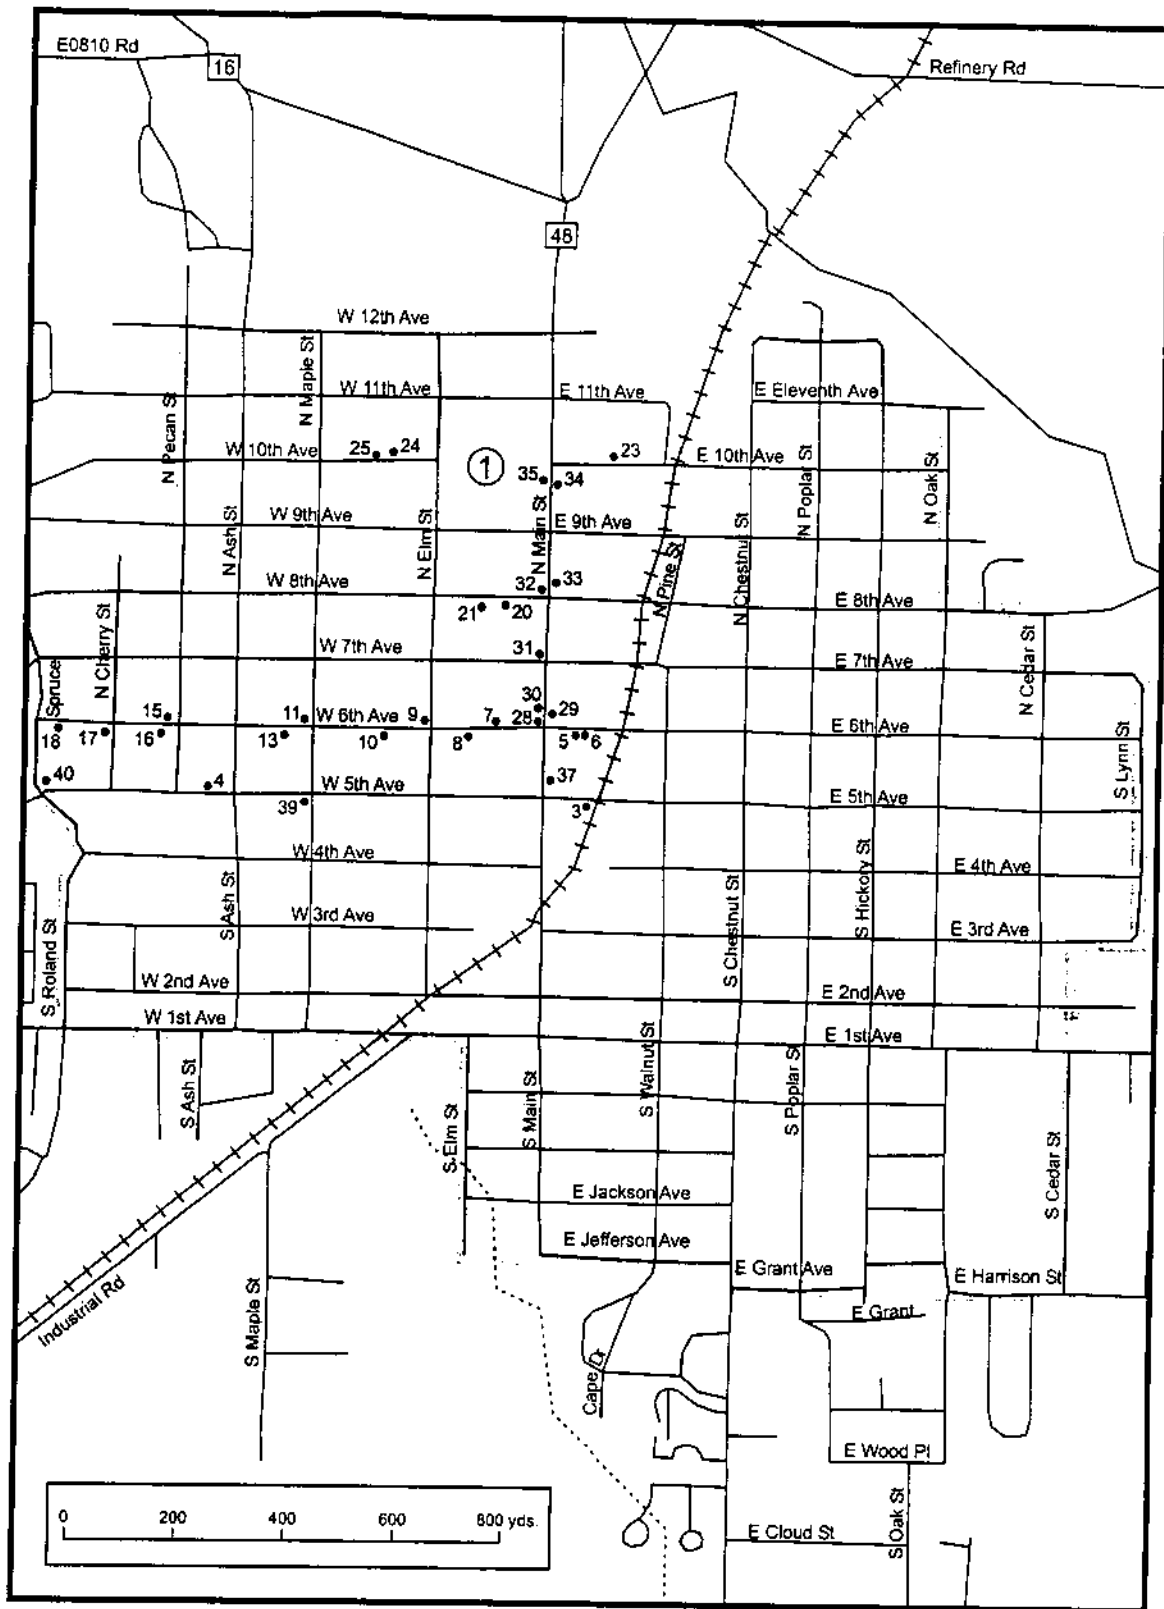 E0810 Rd
16
Refinery Rd
48
W 12th Ave
N Maple St
W 11th Ave
E 11th Ave
E Eleventh Ave
N Pecan St
25
24
23
W 10th Ave
1
E 10th Ave
N Poplar St
N Oak St
35
34
W 9th Ave
E 9th Ave
N Ash St
N Elm St
N Main St
N Chestnut St
N Pine St
W 8th Ave
32
33
E 8th Ave
21
20
N Cherry St
W 7th Ave
31
E 7th Ave
N Cedar St
Spruce
15
11
W 6th Ave
9
7
30
29
28
E 6th Ave
18
17
16
13
10
8
5
6
S Lynn St
40
4
W 5th Ave
37
E 5th Ave
39
3
W 4th Ave
E 4th Ave
S Ash St
S Chestnut St
S Hickory St
W 3rd Ave
E 3rd Ave
S Roland St
W 2nd Ave
E 2nd Ave
W 1st Ave
E 1st Ave
S Ash St
S Elm St
S Main St
S Walnut St
S Poplar St
S Cedar St
E Jackson Ave
E Jefferson Ave
E Grant Ave
E Harrison St
Industrial Rd
S Maple St
E Grant
Cape Dr
E Wood Pl
S Oak St
E Cloud St
0 200 400 600 800 yds.